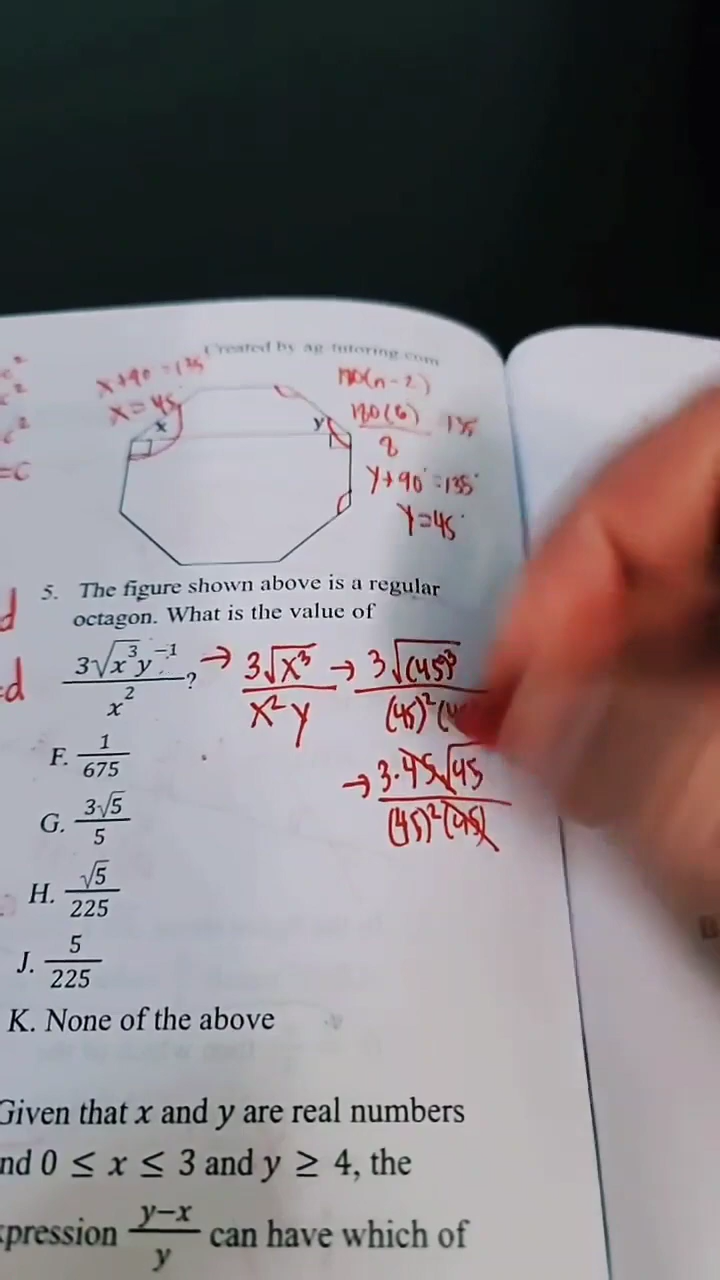 Created by ag-tutoring.com
x+90=135
x=45
180(n-2)
180(6)
8
135
y+90°=135°
y=45°
x
y
=c
d
5. The figure shown above is a regular
octagon. What is the value of
3√x³y⁻¹
x²
?
→ 3√x³
x²y
→ 3√(45)³
(45)²
→ 3·45√45
(45)²(45)
=d
F. 1/675
G. 3√5/5
H. √5/225
J. 5/225
K. None of the above
Given that x and y are real numbers
nd 0 ≤ x ≤ 3 and y ≥ 4, the
xpression y−x/y can have which of